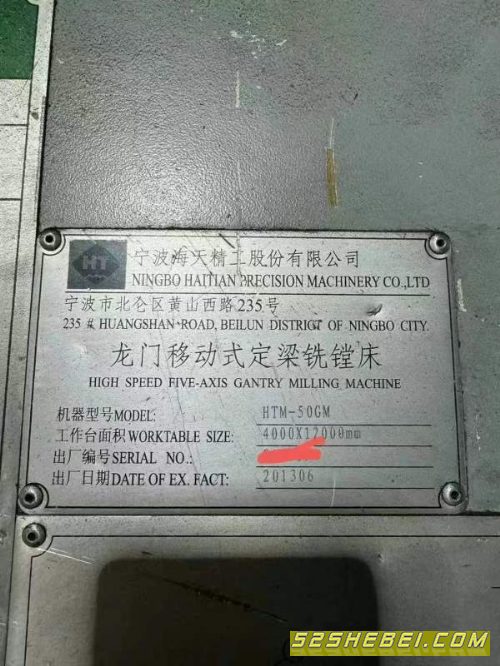 HT
宁波海天精工股份有限公司
NINGBO HAITIAN PRECISION MACHINERY CO.,LTD
宁波市北仑区黄山西路235号
235 # HUANGSHAN ROAD, BEILUN DISTRICT OF NINGBO CITY
龙门移动式定梁铣镗床
HIGH SPEED FIVE-AXIS GANTRY MILLING MACHINE
机器型号MODEL: HTM-50GM
工作台面积WORKTABLE SIZE: 4000X12000mm
出厂编号SERIAL NO.:
出厂日期DATE OF EX. FACT: 201306
52SHEBEI.COM